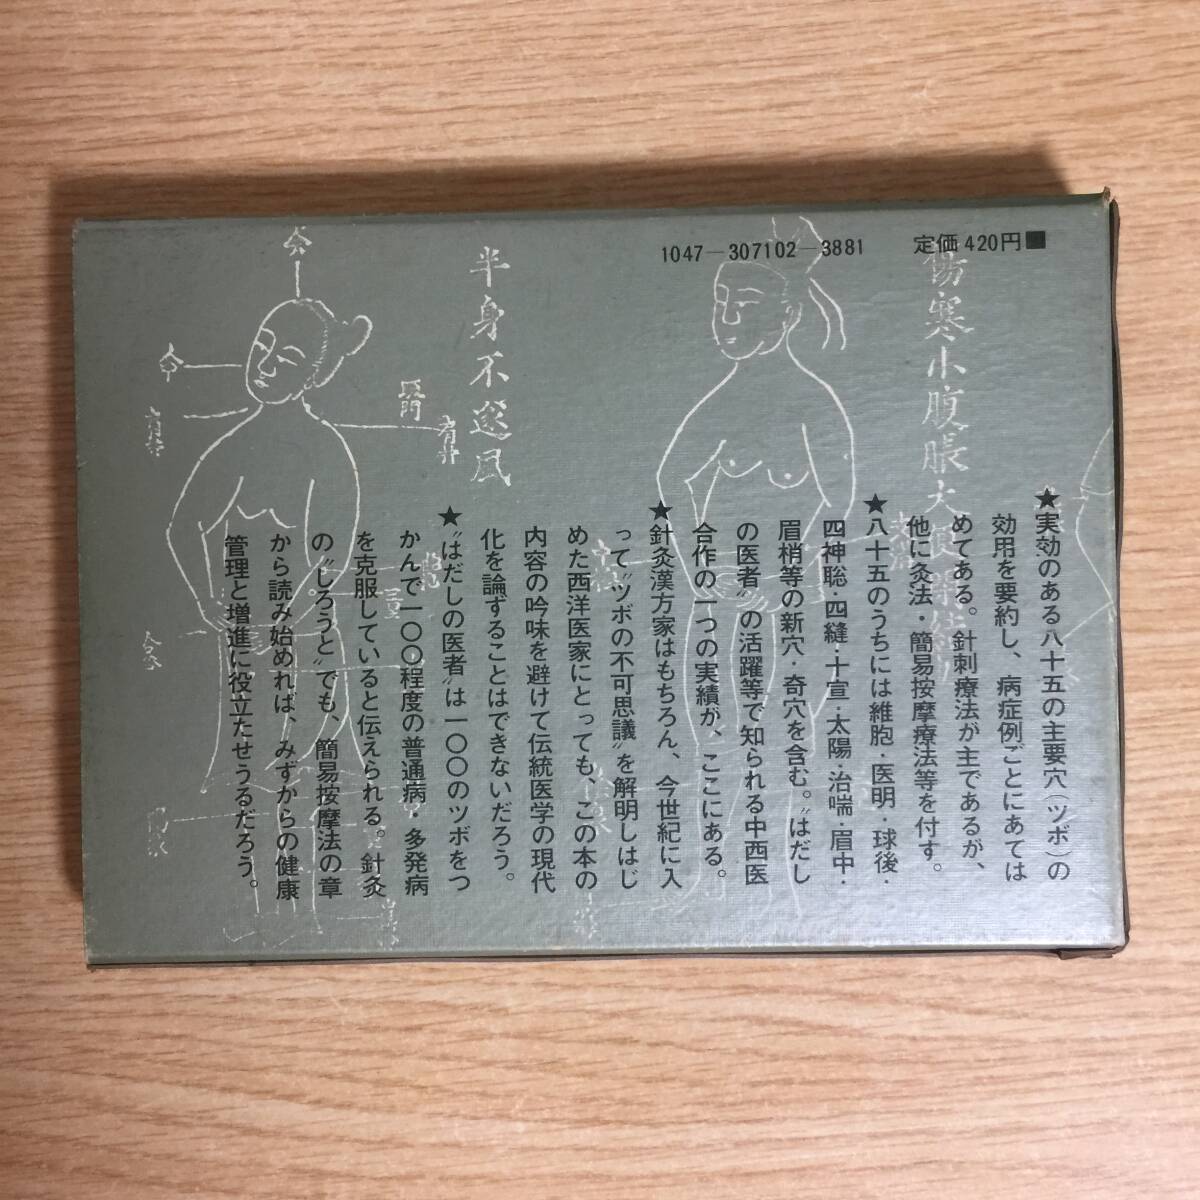 1047－307102－3881　定価 420円■
★実効のある八十五の主要穴（ツボ）の
効用を要約し、病症例ごとにあては
めてある。針刺療法が主であるが、
他に灸法・簡易按摩療法等を付す。
★八十五のうちには維胞・医明・球後・
四神聡・四縫・十宣・太陽・治喘・眉中・
眉梢等の新穴・奇穴を含む。〝はだし
の医者〟の活躍等で知られる中西医
合作の一つの実績が、ここにある。
★針灸漢方家はもちろん、今世紀に入
って〝ツボの不可思議〟を解明しはじ
めた西洋医家にとっても、この本の
内容の吟味を避けて伝統医学の現代
化を論ずることはできないだろう。
★〝はだしの医者〟は一〇〇のツボをつ
かんで一〇〇程度の普通病・多発病
を克服していると伝えられる。針灸
の〝しろうと〟でも、簡易按摩法の章
から読み始めれば、みずからの健康
管理と増進に役立たせうるだろう。
傷寒小腹脹大便
半身不遂風
肩井
肩井